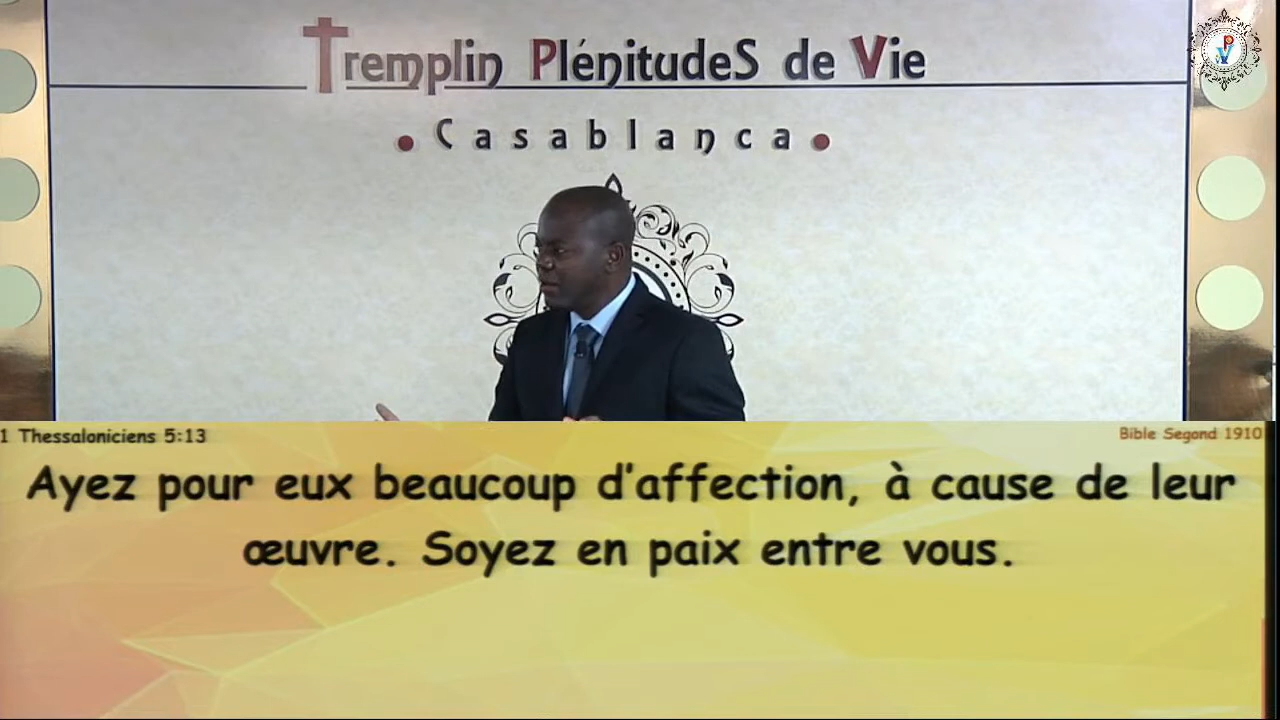 Tremplin PlénitudeS de Vie
• Casablanca •
PV
1 Thessaloniciens 5:13
Bible Segond 1910
Ayez pour eux beaucoup d'affection, à cause de leur
œuvre. Soyez en paix entre vous.